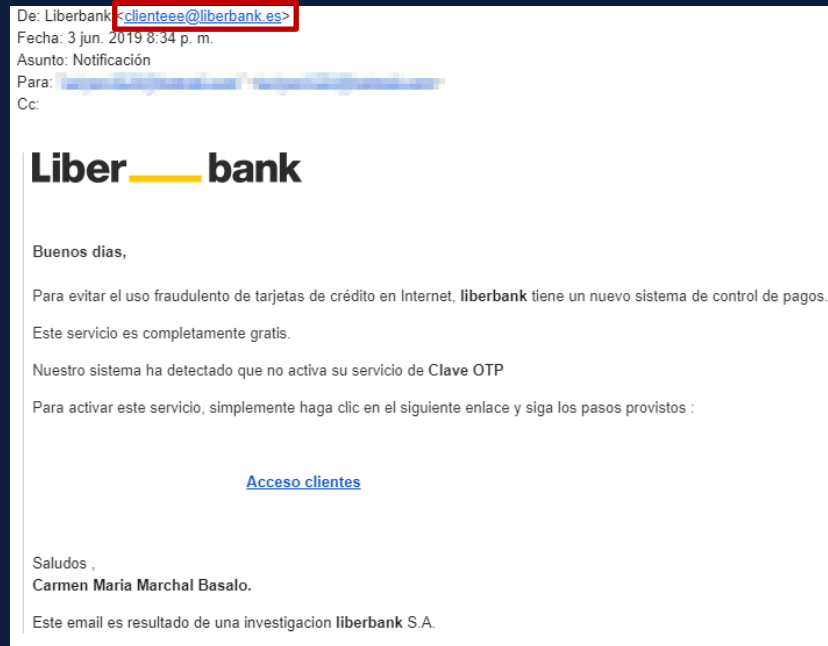 De: Liberbank <clienteee@liberbank.es>
Fecha: 3 jun. 2019 8:34 p. m.
Asunto: Notificación
Para:
Cc:
Liber bank
Buenos dias,
Para evitar el uso fraudulento de tarjetas de crédito en Internet, liberbank tiene un nuevo sistema de control de pagos.
Este servicio es completamente gratis.
Nuestro sistema ha detectado que no activa su servicio de Clave OTP
Para activar este servicio, simplemente haga clic en el siguiente enlace y siga los pasos provistos :
Acceso clientes
Saludos ,
Carmen Maria Marchal Basalo.
Este email es resultado de una investigacion liberbank S.A.